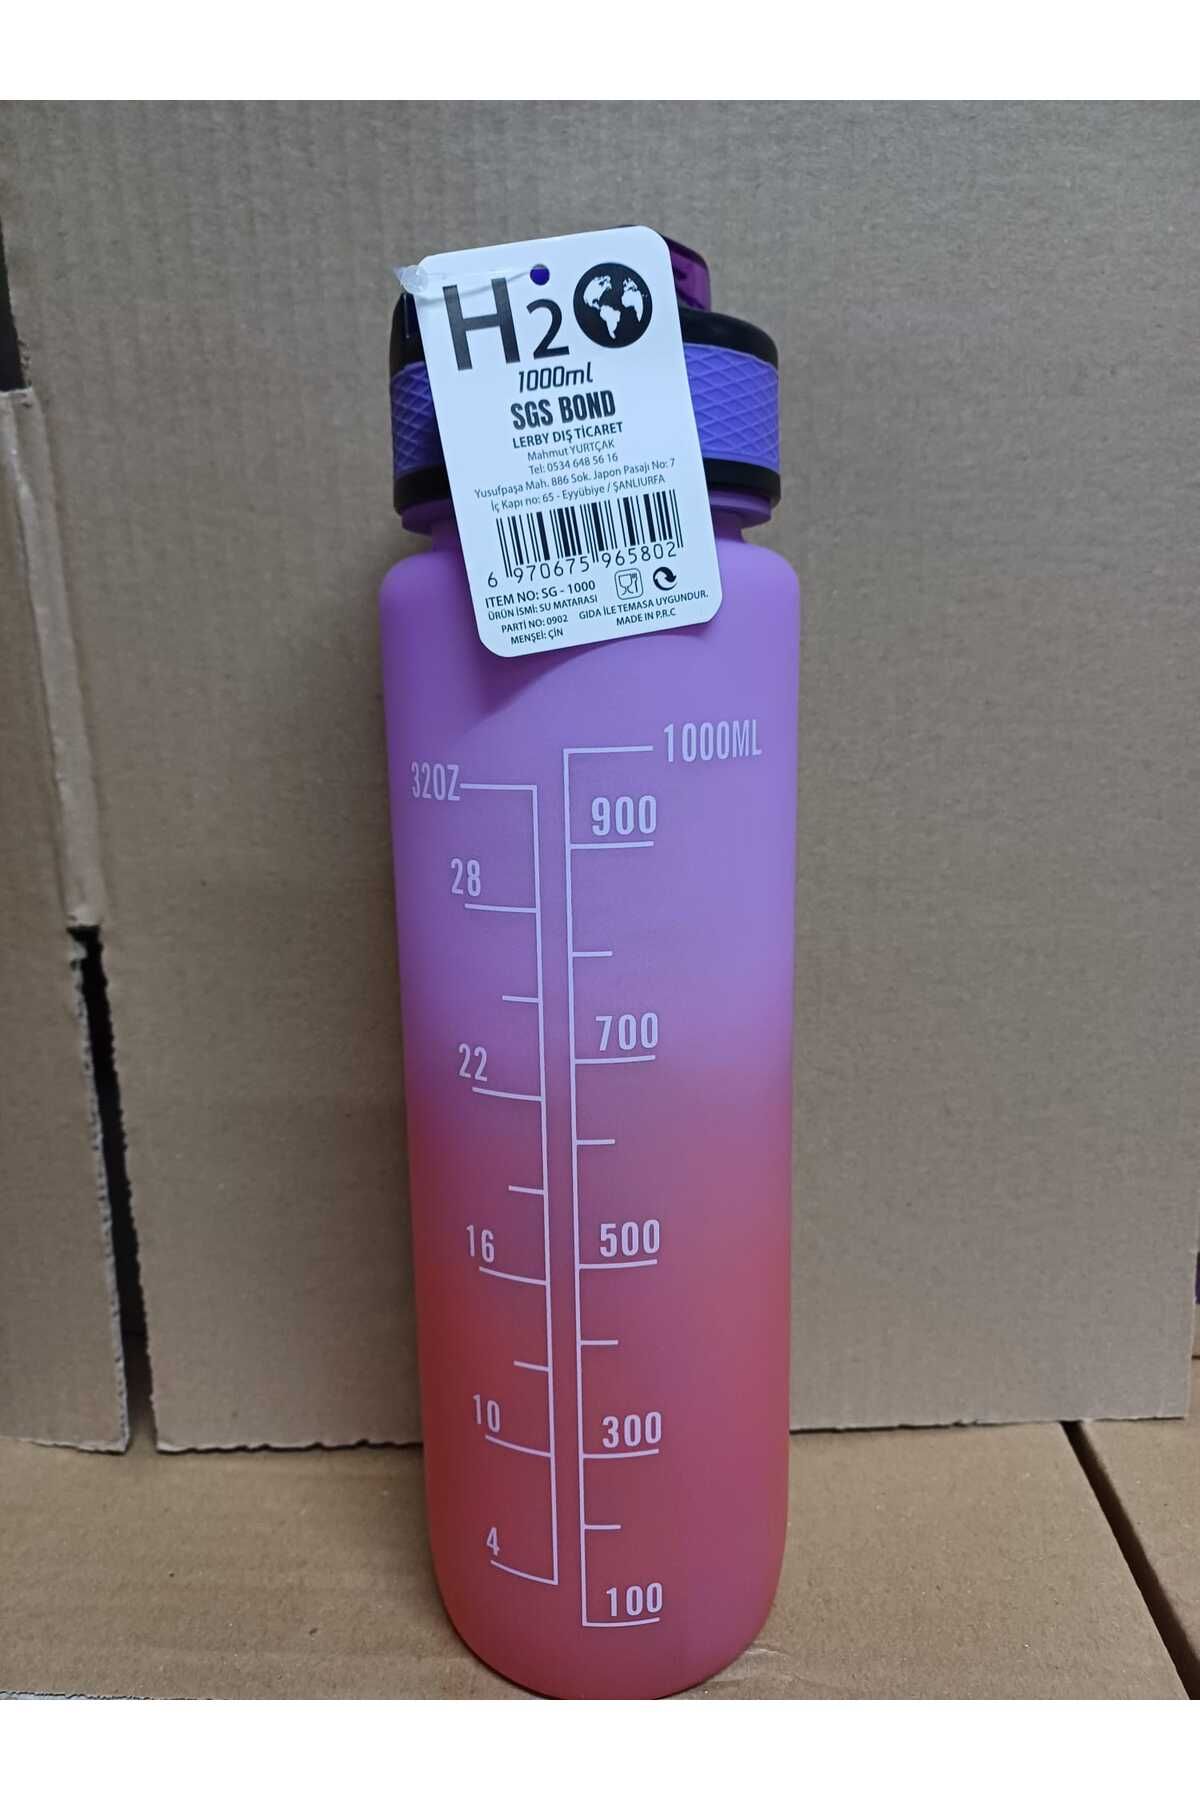 H2O
1000ml
SGS BOND
LERBY DIŞ TİCARET
Mahmut YURTÇAK
Tel: 0534 648 56 16
Yusufpaşa Mah. 886 Sok. Japon Pasajı No: 7
İç Kapı no: 65 - Eyyübiye / ŞANLIURFA
6 970675 965802
ITEM NO: SG - 1000
ÜRÜN İSMİ: SU MATARASI
PARTİ NO: 0902
MENŞEİ: ÇİN
GIDA İLE TEMASA UYGUNDUR.
MADE IN P.R.C
1000ML
32OZ
900
28
700
22
500
16
300
10
4
100